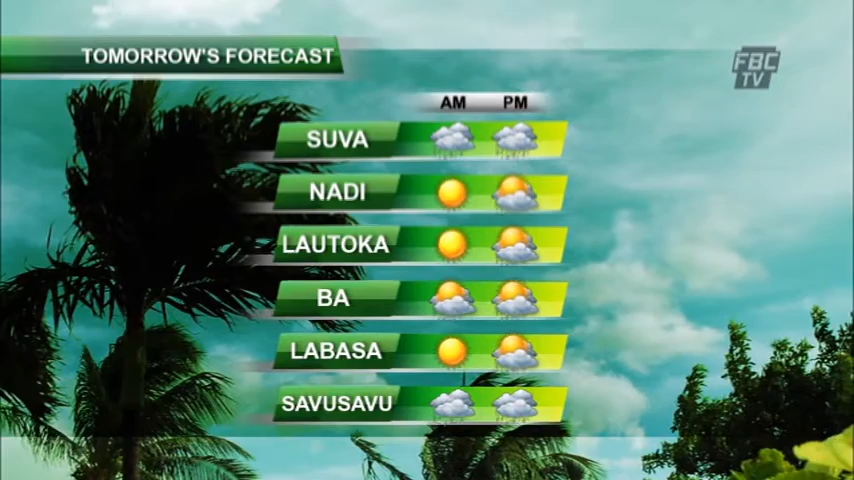 TOMORROW'S FORECAST
FBC
TV
AM PM
SUVA
NADI
LAUTOKA
BA
LABASA
SAVUSAVU